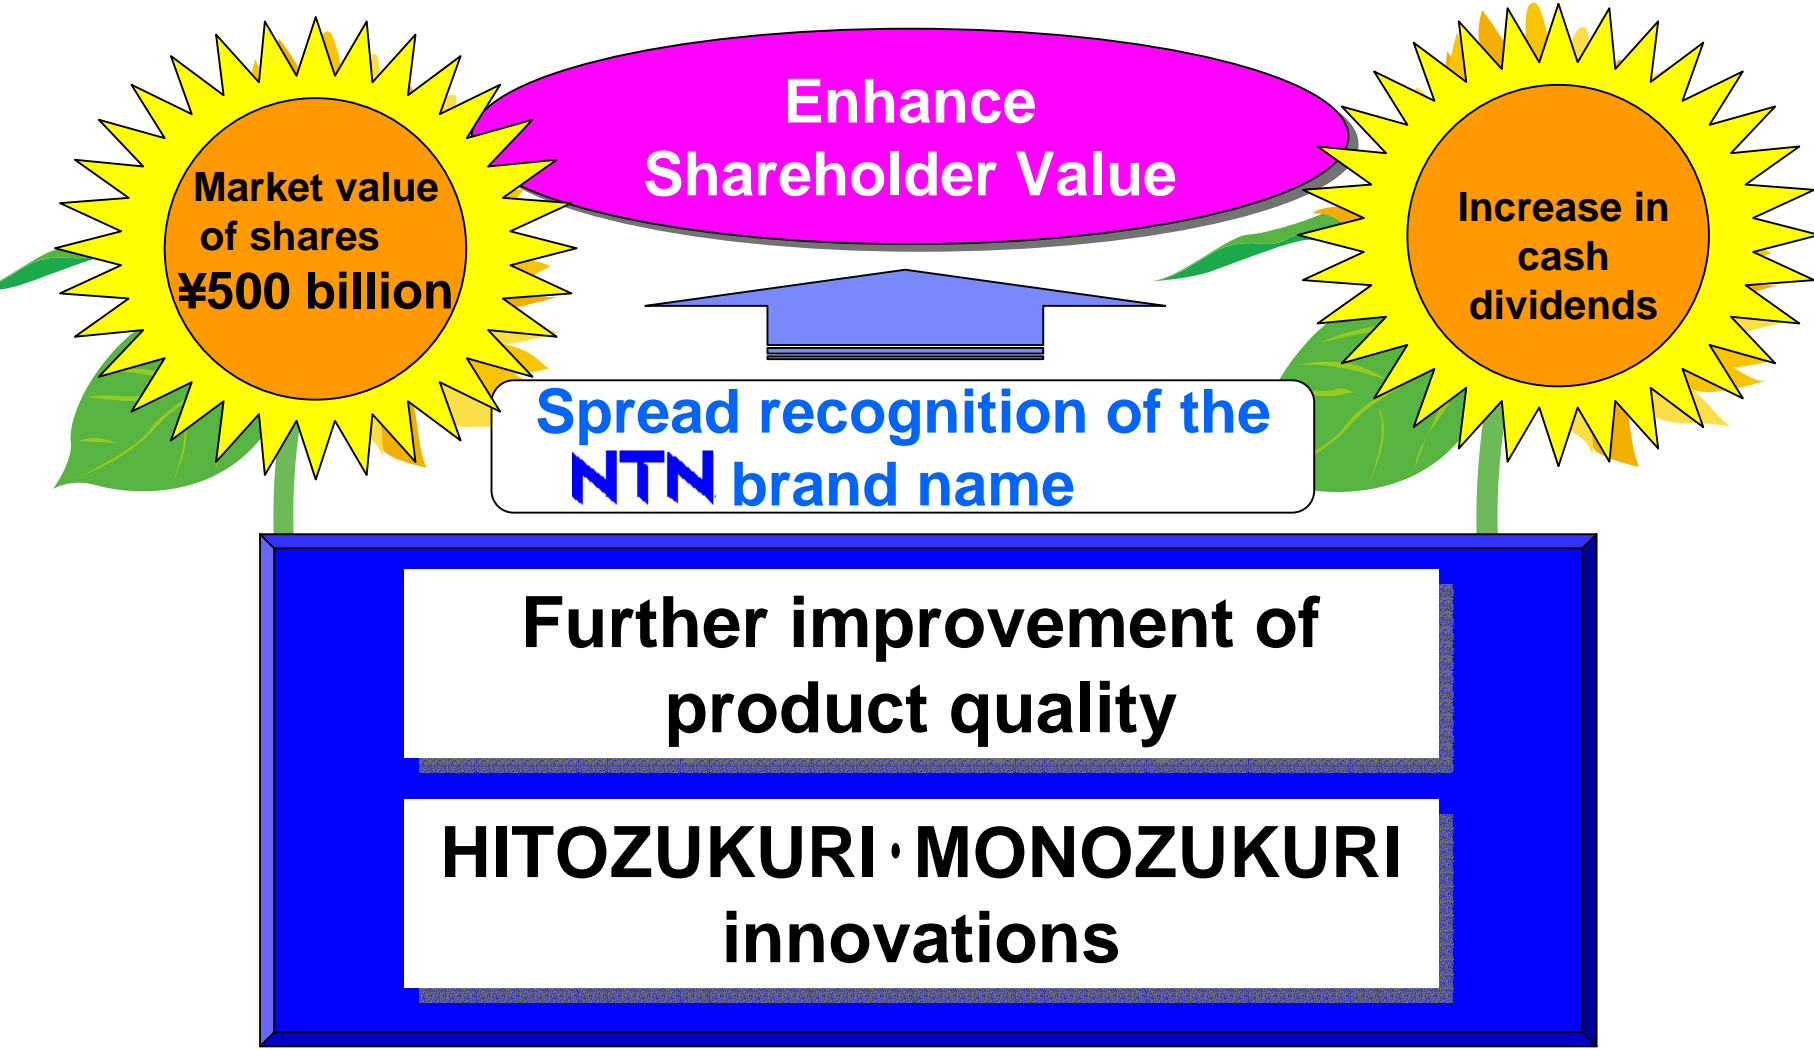 Enhance
Shareholder Value
Market value
of shares
¥500 billion
Increase in
cash
dividends
Spread recognition of the
NTN brand name
Further improvement of
product quality
HITOZUKURI・MONOZUKURI
innovations